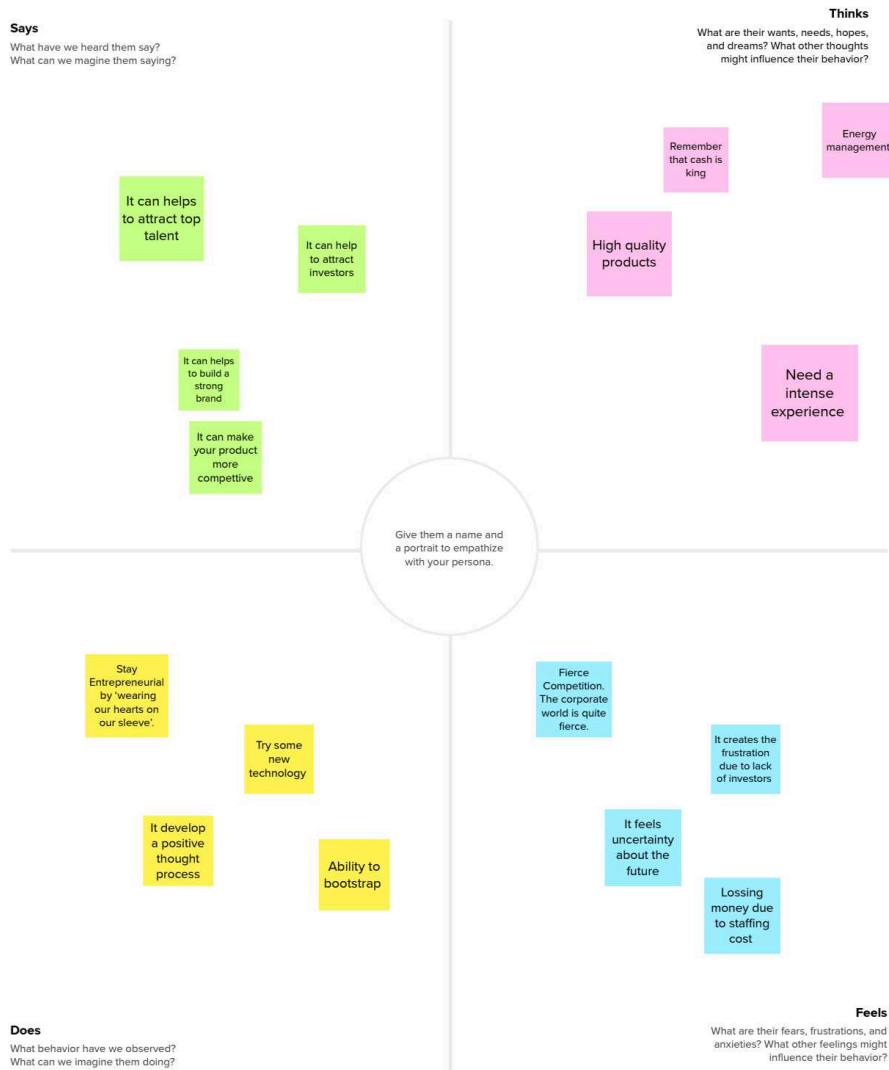 Says
What have we heard them say?
What can we magine them saying?
It can helps
to attract top
talent
It can help
to attract
investors
It can helps
to build a
strong
brand
It can make
your product
more
compettive
Thinks
What are their wants, needs, hopes,
and dreams? What other thoughts
might influence their behavior?
Remember
that cash is
king
Energy
management
High quality
products
Need a
intense
experience
Give them a name and
a portrait to empathize
with your persona.
Stay
Entrepreneurial
by ‘wearing
our hearts on
our sleeve’.
Try some
new
technology
It develop
a positive
thought
process
Ability to
bootstrap
Does
What behavior have we observed?
What can we imagine them doing?
Fierce
Competition.
The corporate
world is quite
fierce.
It creates the
frustration
due to lack
of investors
It feels
uncertainty
about the
future
Lossing
money due
to staffing
cost
Feels
What are their fears, frustrations, and
anxieties? What other feelings might
influence their behavior?